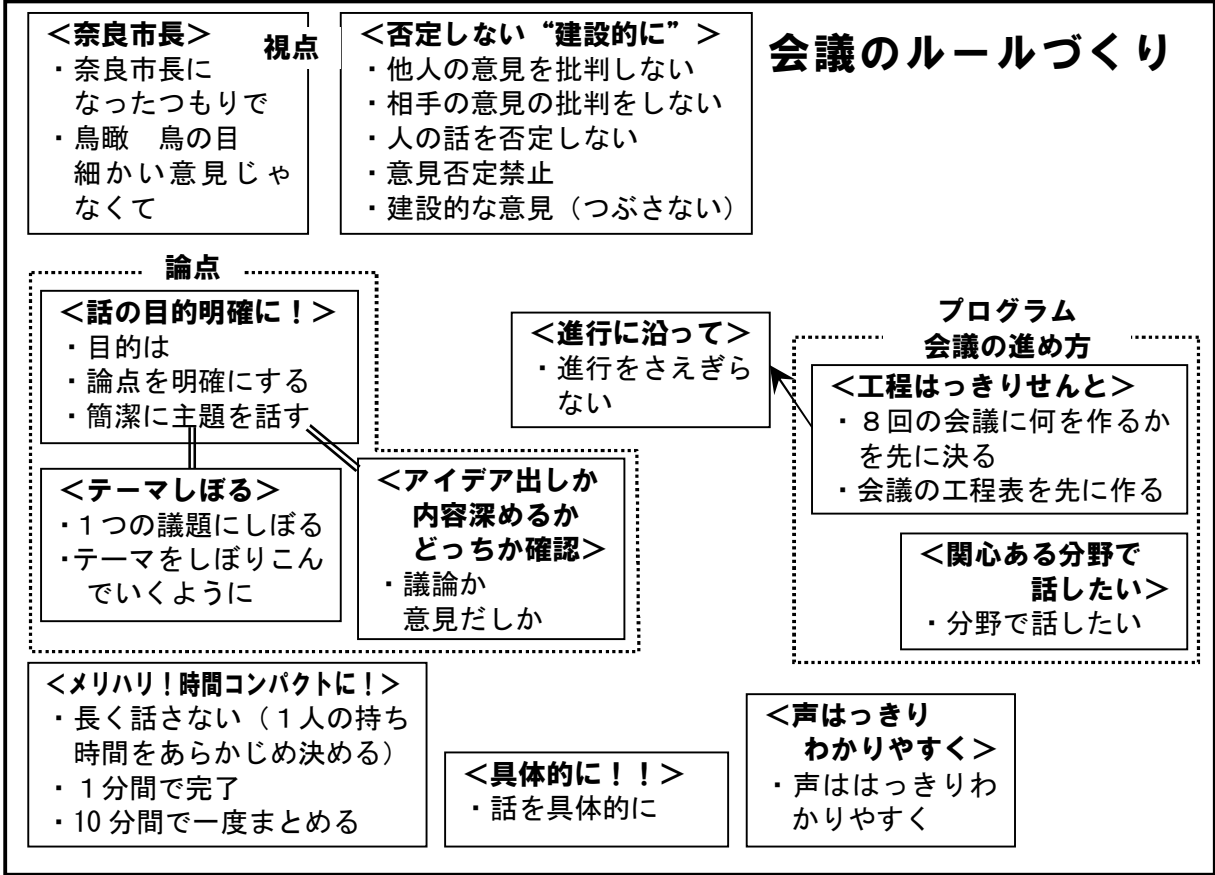 会議のルールづくり
視点
＜奈良市長＞
・奈良市長に
なったつもりで
・鳥瞰　鳥の目
細かい意見じゃ
なくて
＜否定しない“建設的に”＞
・他人の意見を批判しない
・相手の意見の批判をしない
・人の話を否定しない
・意見否定禁止
・建設的な意見（つぶさない）
論点
＜話の目的明確に！＞
・目的は
・論点を明確にする
・簡潔に主題を話す
＜テーマしぼる＞
・１つの議題にしぼる
・テーマをしぼりこん
でいくように
＜アイデア出しか
内容深めるか
どっちか確認＞
・議論か
意見だしか
＜進行に沿って＞
・進行をさえぎら
ない
プログラム
会議の進め方
＜工程はっきりせんと＞
・８回の会議に何を作るか
を先に決る
・会議の工程表を先に作る
＜関心ある分野で
話したい＞
・分野で話したい
＜メリハリ！時間コンパクトに！＞
・長く話さない（１人の持ち
時間をあらかじめ決める）
・１分間で完了
・10分間で一度まとめる
＜具体的に！！＞
・話を具体的に
＜声はっきり
わかりやすく＞
・声ははっきりわ
かりやすく